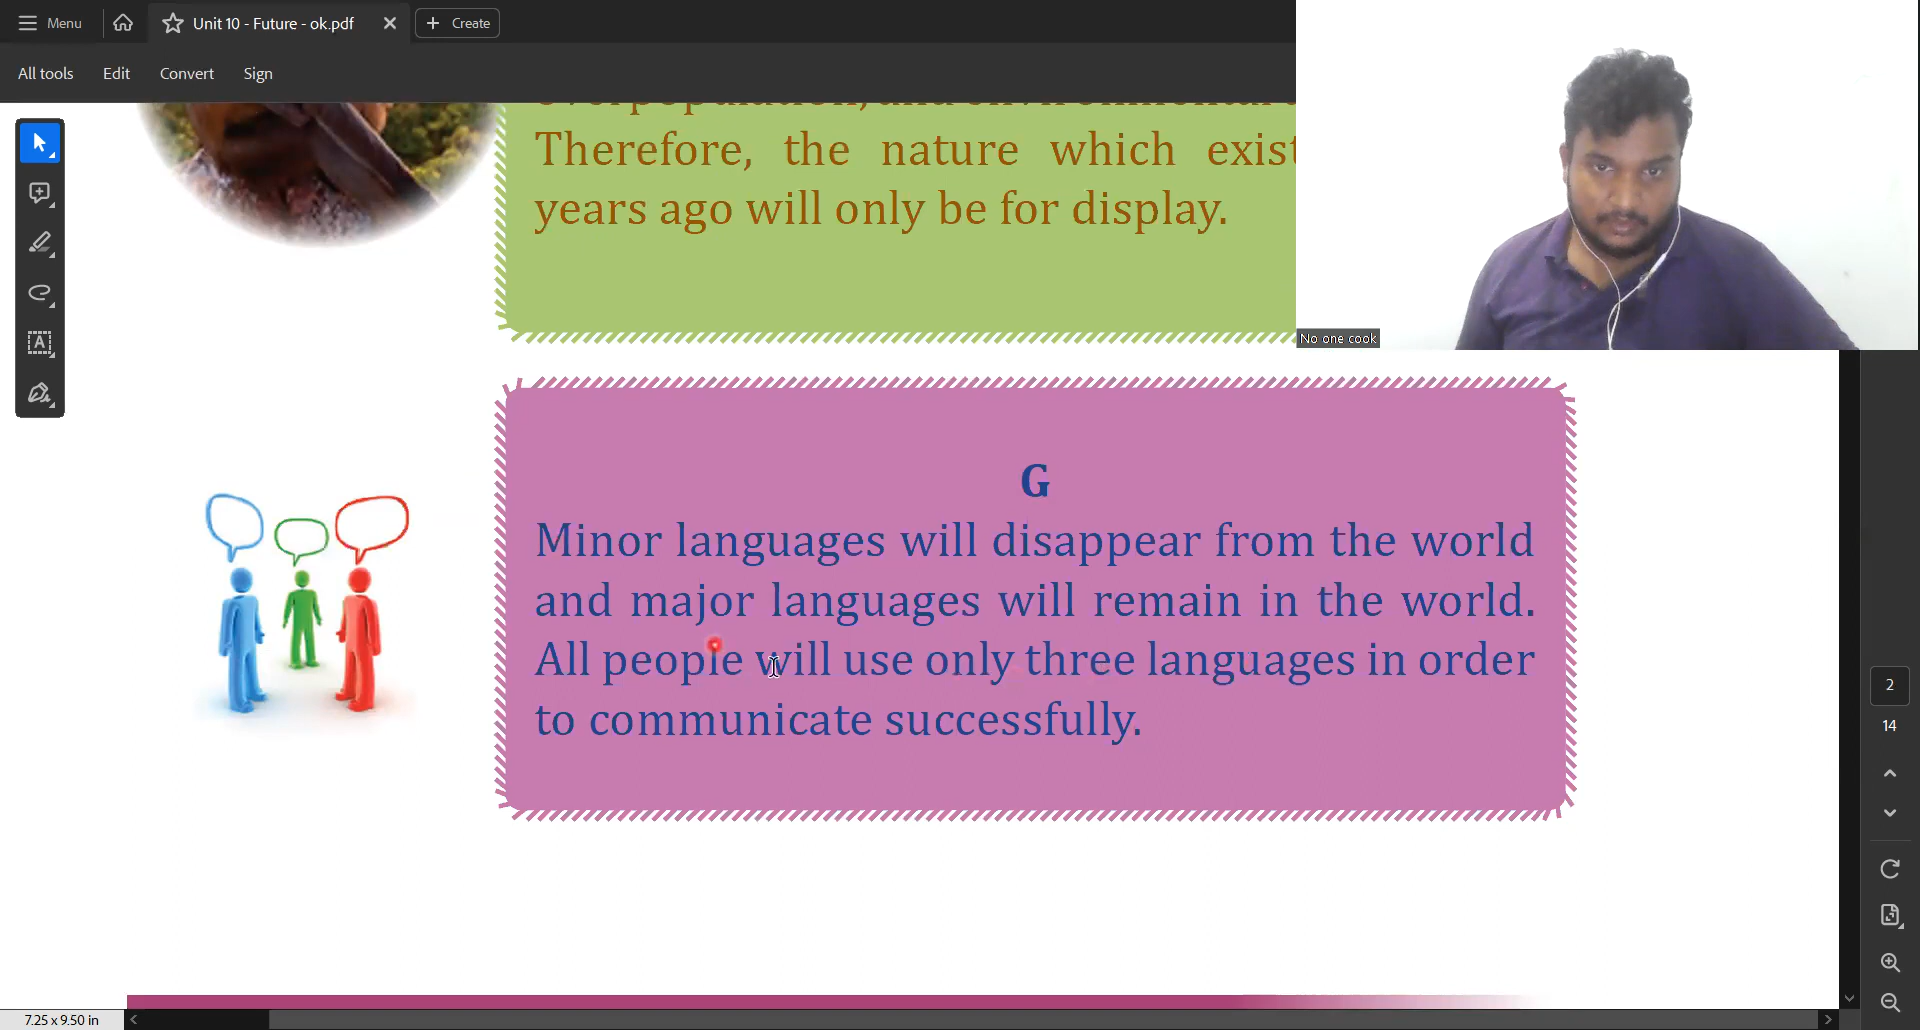 Menu
Unit 10 - Future - ok.pdf
Create
All tools Edit Convert Sign
Therefore, the nature which exist
years ago will only be for display.
No one cook
G
Minor languages will disappear from the world
and major languages will remain in the world.
All people will use only three languages in order
to communicate successfully.
2
14
7.25 x 9.50 in